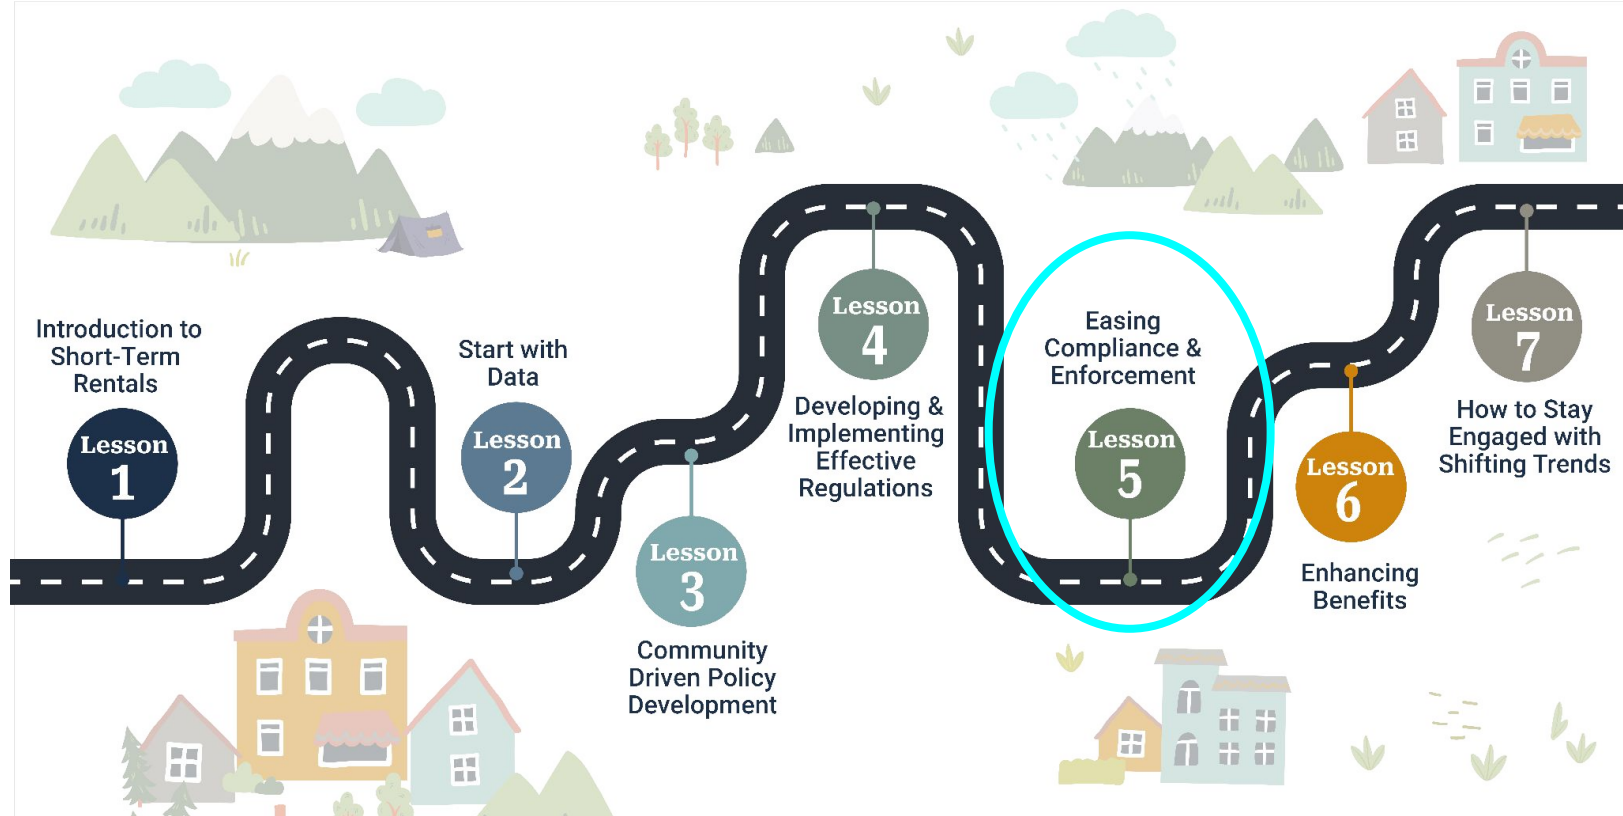 Introduction to
Short-Term
Rentals
Lesson
1
Start with
Data
Lesson
2
Lesson
3
Community
Driven Policy
Development
Lesson
4
Developing &
Implementing
Effective
Regulations
Easing
Compliance &
Enforcement
Lesson
5
Lesson
6
Enhancing
Benefits
Lesson
7
How to Stay
Engaged with
Shifting Trends